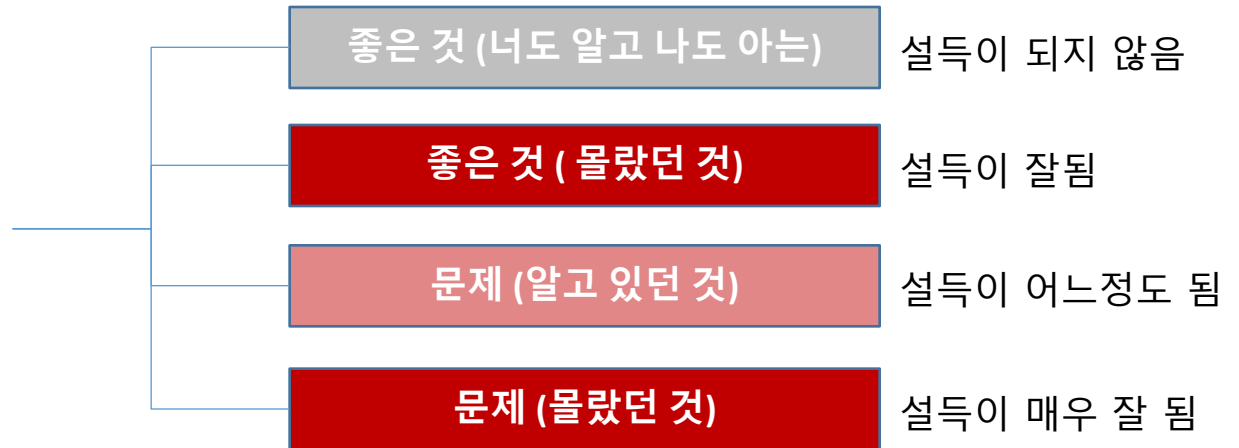 좋은 것 (너도 알고 나도 아는) 설득이 되지 않음
좋은 것 ( 몰랐던 것) 설득이 잘됨
문제 (알고 있던 것) 설득이 어느정도 됨
문제 (몰랐던 것) 설득이 매우 잘 됨